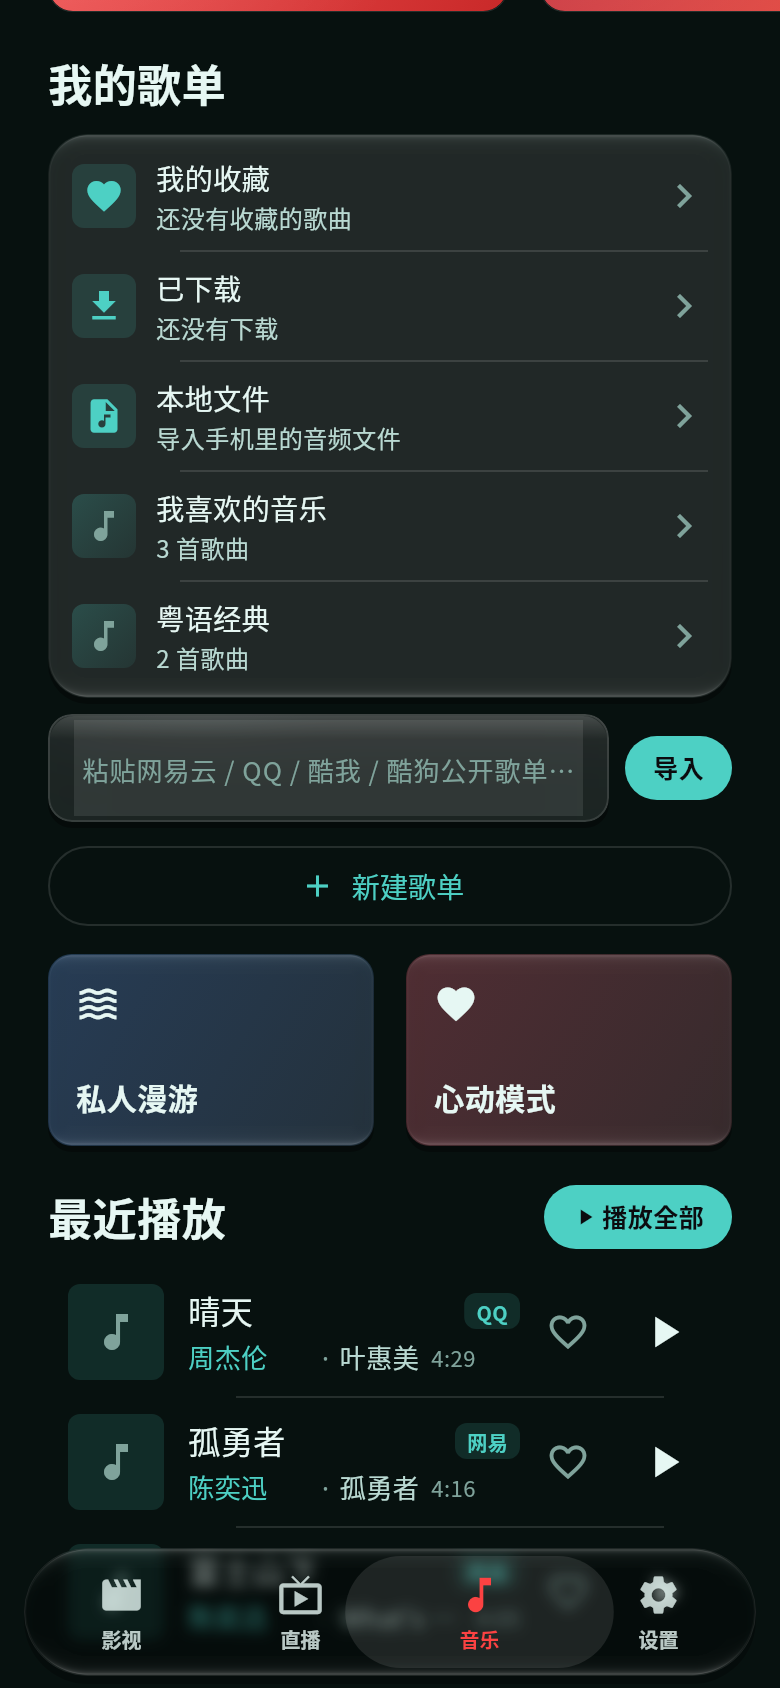 我的歌单
我的收藏
还没有收藏的歌曲
已下载
还没有下载
本地文件
导入手机里的音频文件
我喜欢的音乐
3 首歌曲
粤语经典
2 首歌曲
粘贴网易云 / QQ / 酷我 / 酷狗公开歌单…
导入
新建歌单
私人漫游
心动模式
最近播放
播放全部
晴天 QQ
周杰伦 · 叶惠美 4:29
孤勇者 网易
陈奕迅 · 孤勇者 4:16
影视 直播 音乐 设置